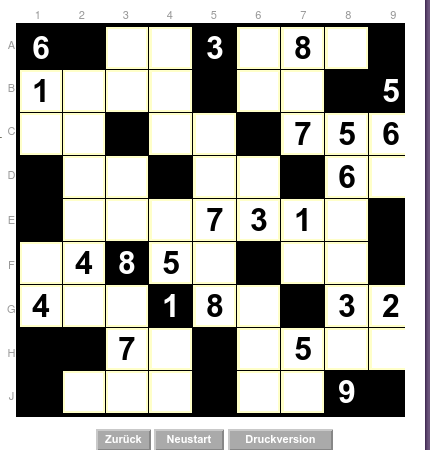 1 2 3 4 5 6 7 8 9
A 6 3 8
B 1 5
C 7 5 6
D 6
E 7 3 1
F 4 8 5
G 4 1 8 3 2
H 7 5
J 9
Zurück Neustart Druckversion